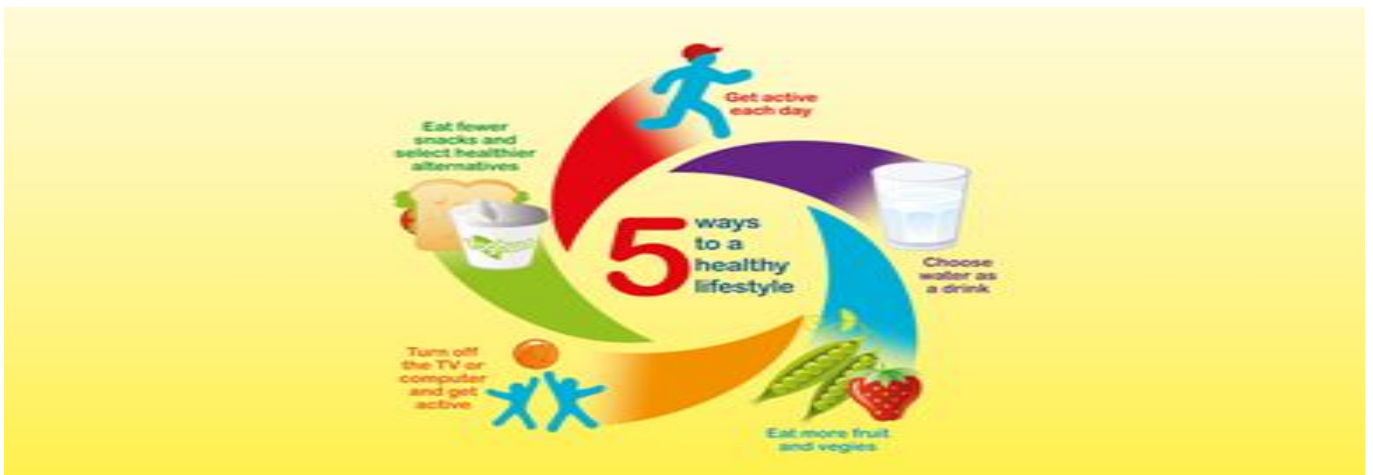 5 ways
to a
healthy
lifestyle
Get active
each day
Choose
water as
a drink
Eat more fruit
and vegies
Turn off
the TV or
computer
and get
active
Eat fewer
snacks and
select healthier
alternatives